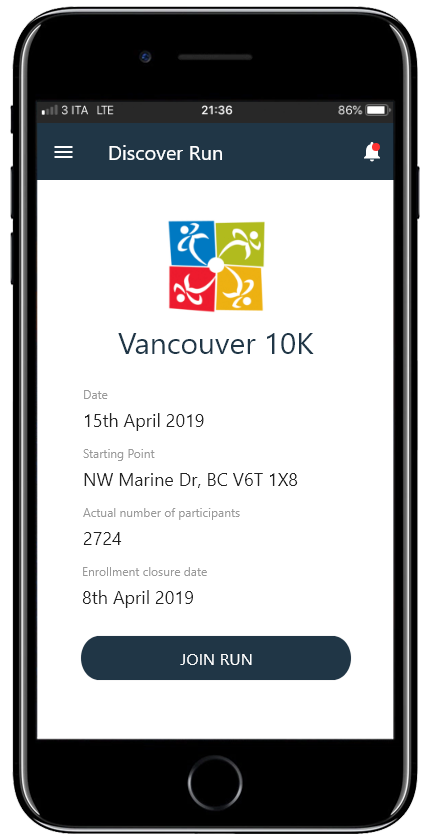 3 ITA LTE 21:36 86%
Discover Run
Vancouver 10K
Date
15th April 2019
Starting Point
NW Marine Dr, BC V6T 1X8
Actual number of participants
2724
Enrollment closure date
8th April 2019
JOIN RUN